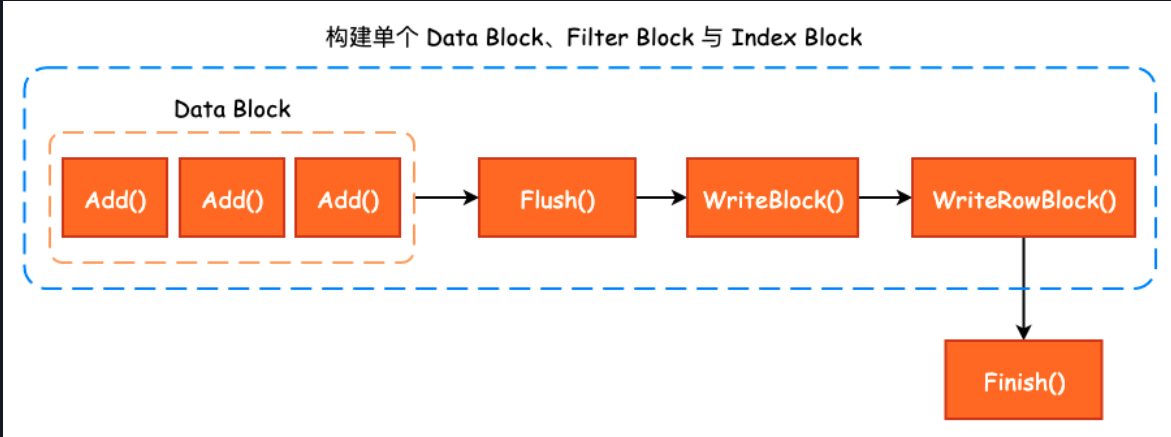 构建单个 Data Block、Filter Block 与 Index Block
Data Block
Add()
Add()
Add()
Flush()
WriteBlock()
WriteRowBlock()
Finish()